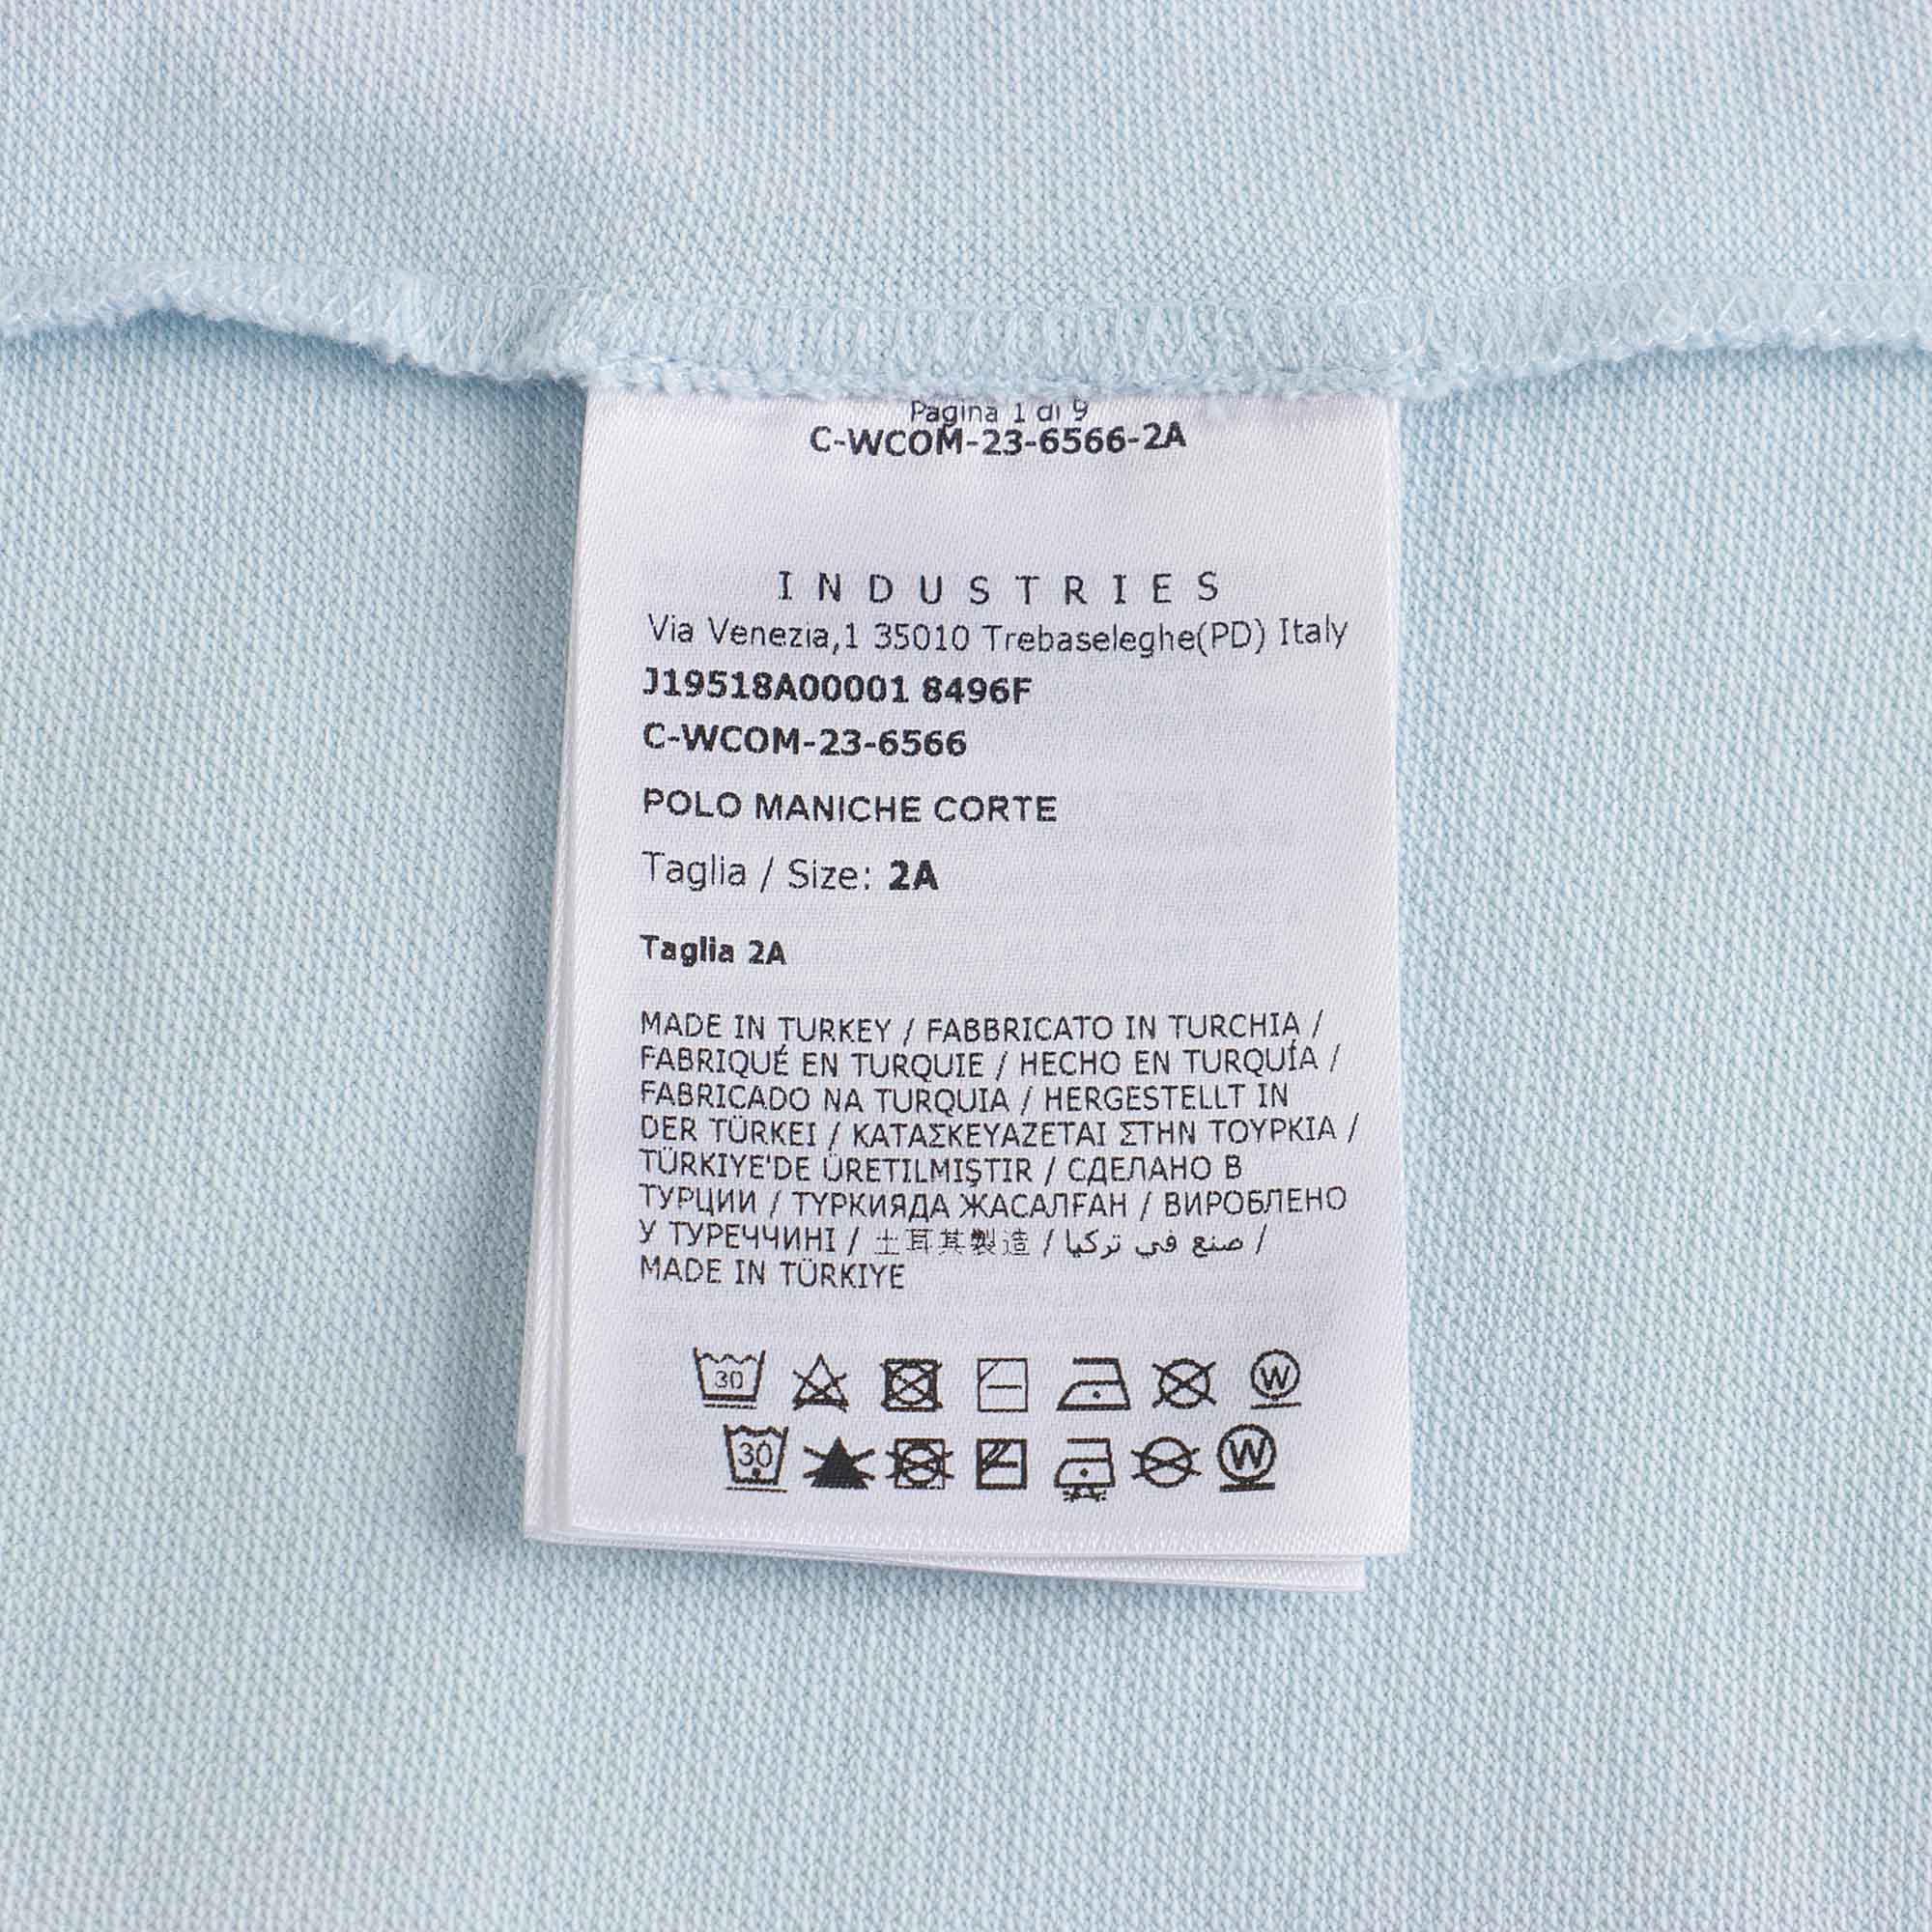 Pagina 1 di 9
C-WCOM-23-6566-2A
INDUSTRIES
Via Venezia,1 35010 Trebaseleghe(PD) Italy
J19518A00001 8496F
C-WCOM-23-6566
POLO MANICHE CORTE
Taglia / Size: 2A
Taglia 2A
MADE IN TURKEY / FABBRICATO IN TURCHIA /
FABRIQUÉ EN TURQUIE / HECHO EN TURQUÍA /
FABRICADO NA TURQUIA / HERGESTELLT IN
DER TÜRKEI / ΚΑΤΑΣΚΕΥΑΖΕΤΑΙ ΣΤΗΝ ΤΟΥΡΚΙΑ /
TÜRKIYE'DE ÜRETILMIŞTIR / СДЕЛАНО В
ТУРЦИИ / ТҮРКИЯДА ЖАСАЛҒАН / ВИРОБЛЕНО
У ТУРЕЧЧИНІ / 土耳其製造 / صنع في تركيا /
MADE IN TÜRKIYE
30 W
30 W